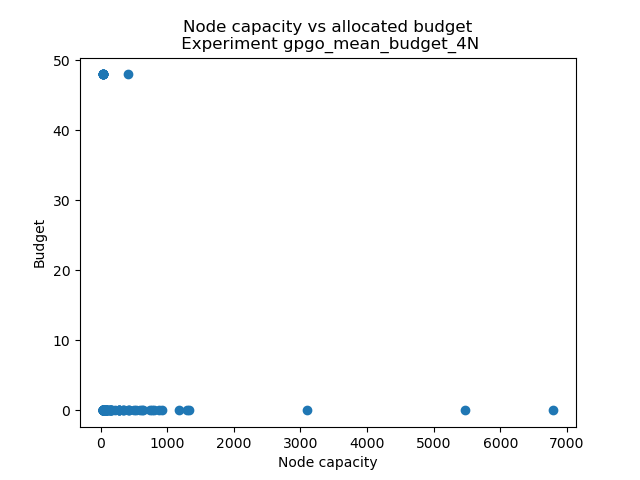 Node capacity vs allocated budget
Experiment gpgo_mean_budget_4N
50
40
30
20
10
0
Budget
0 1000 2000 3000 4000 5000 6000 7000
Node capacity